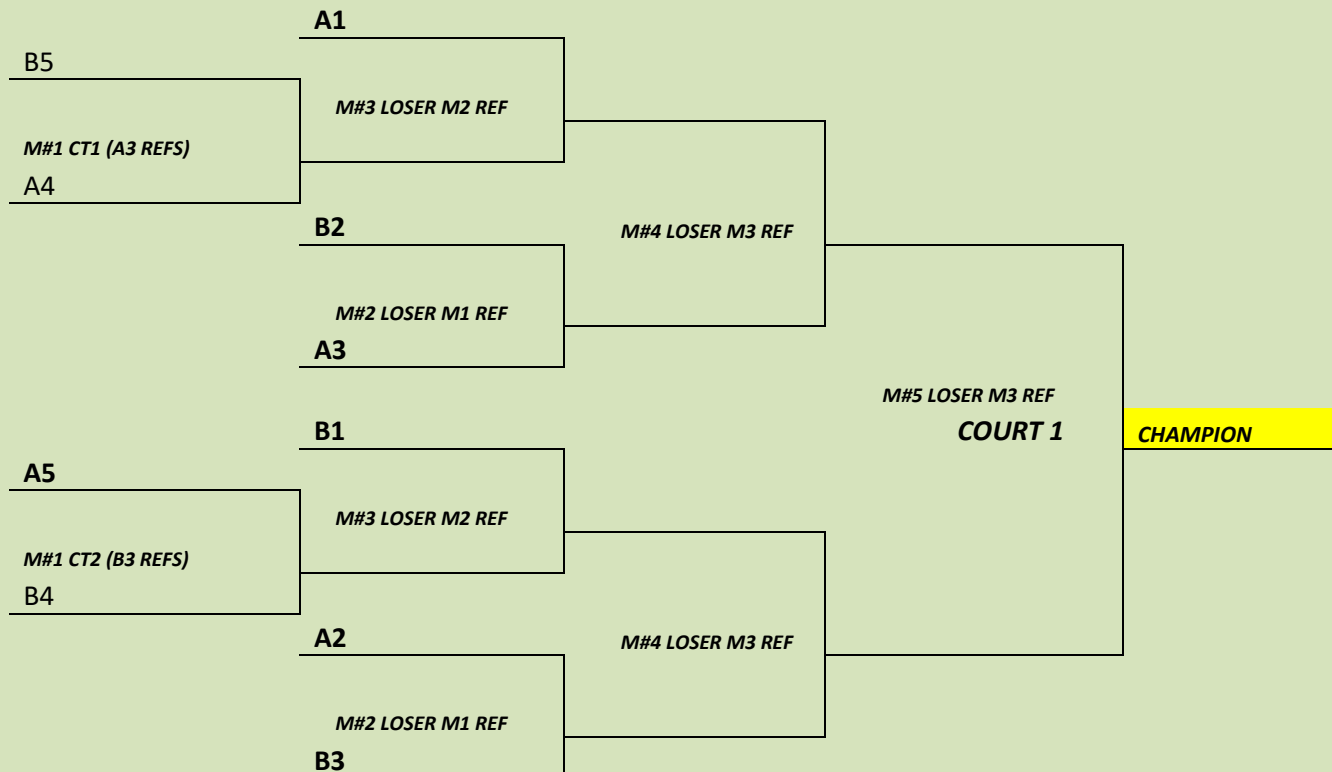 A1
B5
M#3 LOSER M2 REF
M#1 CT1 (A3 REFS)
A4
B2
M#4 LOSER M3 REF
M#2 LOSER M1 REF
A3
M#5 LOSER M3 REF
COURT 1
CHAMPION
B1
A5
M#3 LOSER M2 REF
M#1 CT2 (B3 REFS)
B4
A2
M#4 LOSER M3 REF
M#2 LOSER M1 REF
B3